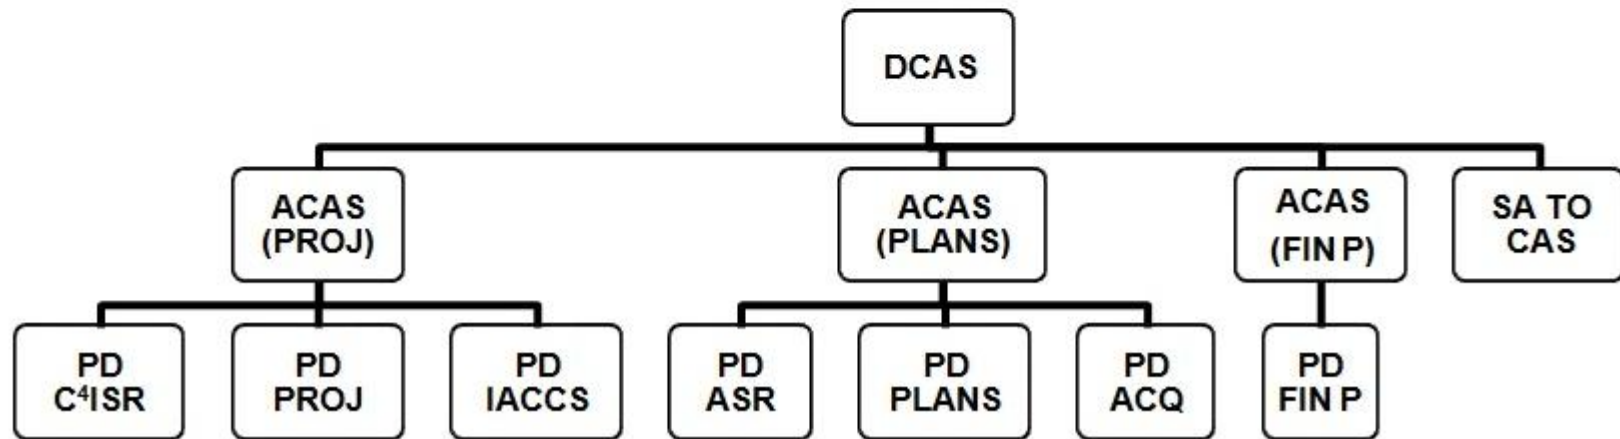 DCAS
ACAS
(PROJ)
ACAS
(PLANS)
ACAS
(FIN P)
SA TO
CAS
PD
C⁴ISR
PD
PROJ
PD
IACCS
PD
ASR
PD
PLANS
PD
ACQ
PD
FIN P